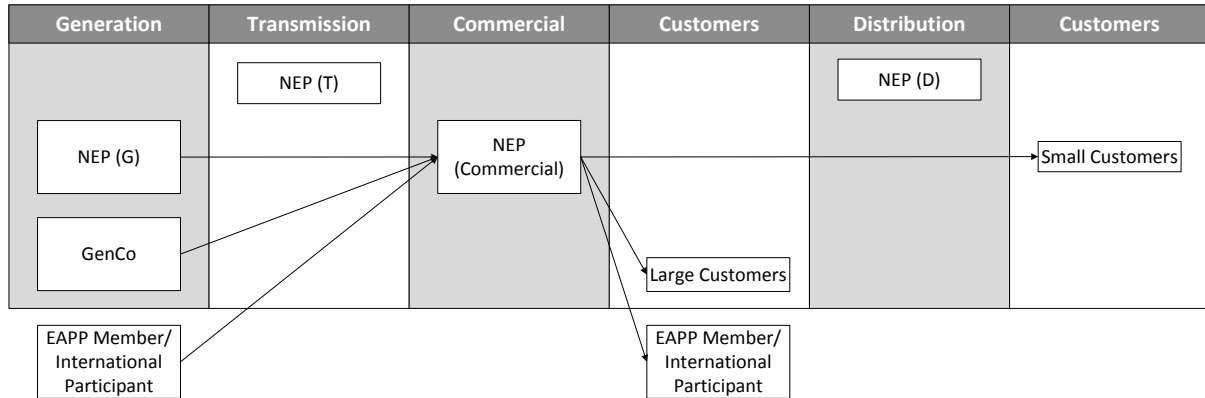 Generation
Transmission
Commercial
Customers
Distribution
Customers
NEP (T)
NEP (D)
NEP (G)
NEP
(Commercial)
Small Customers
GenCo
Large Customers
EAPP Member/
International
Participant
EAPP Member/
International
Participant